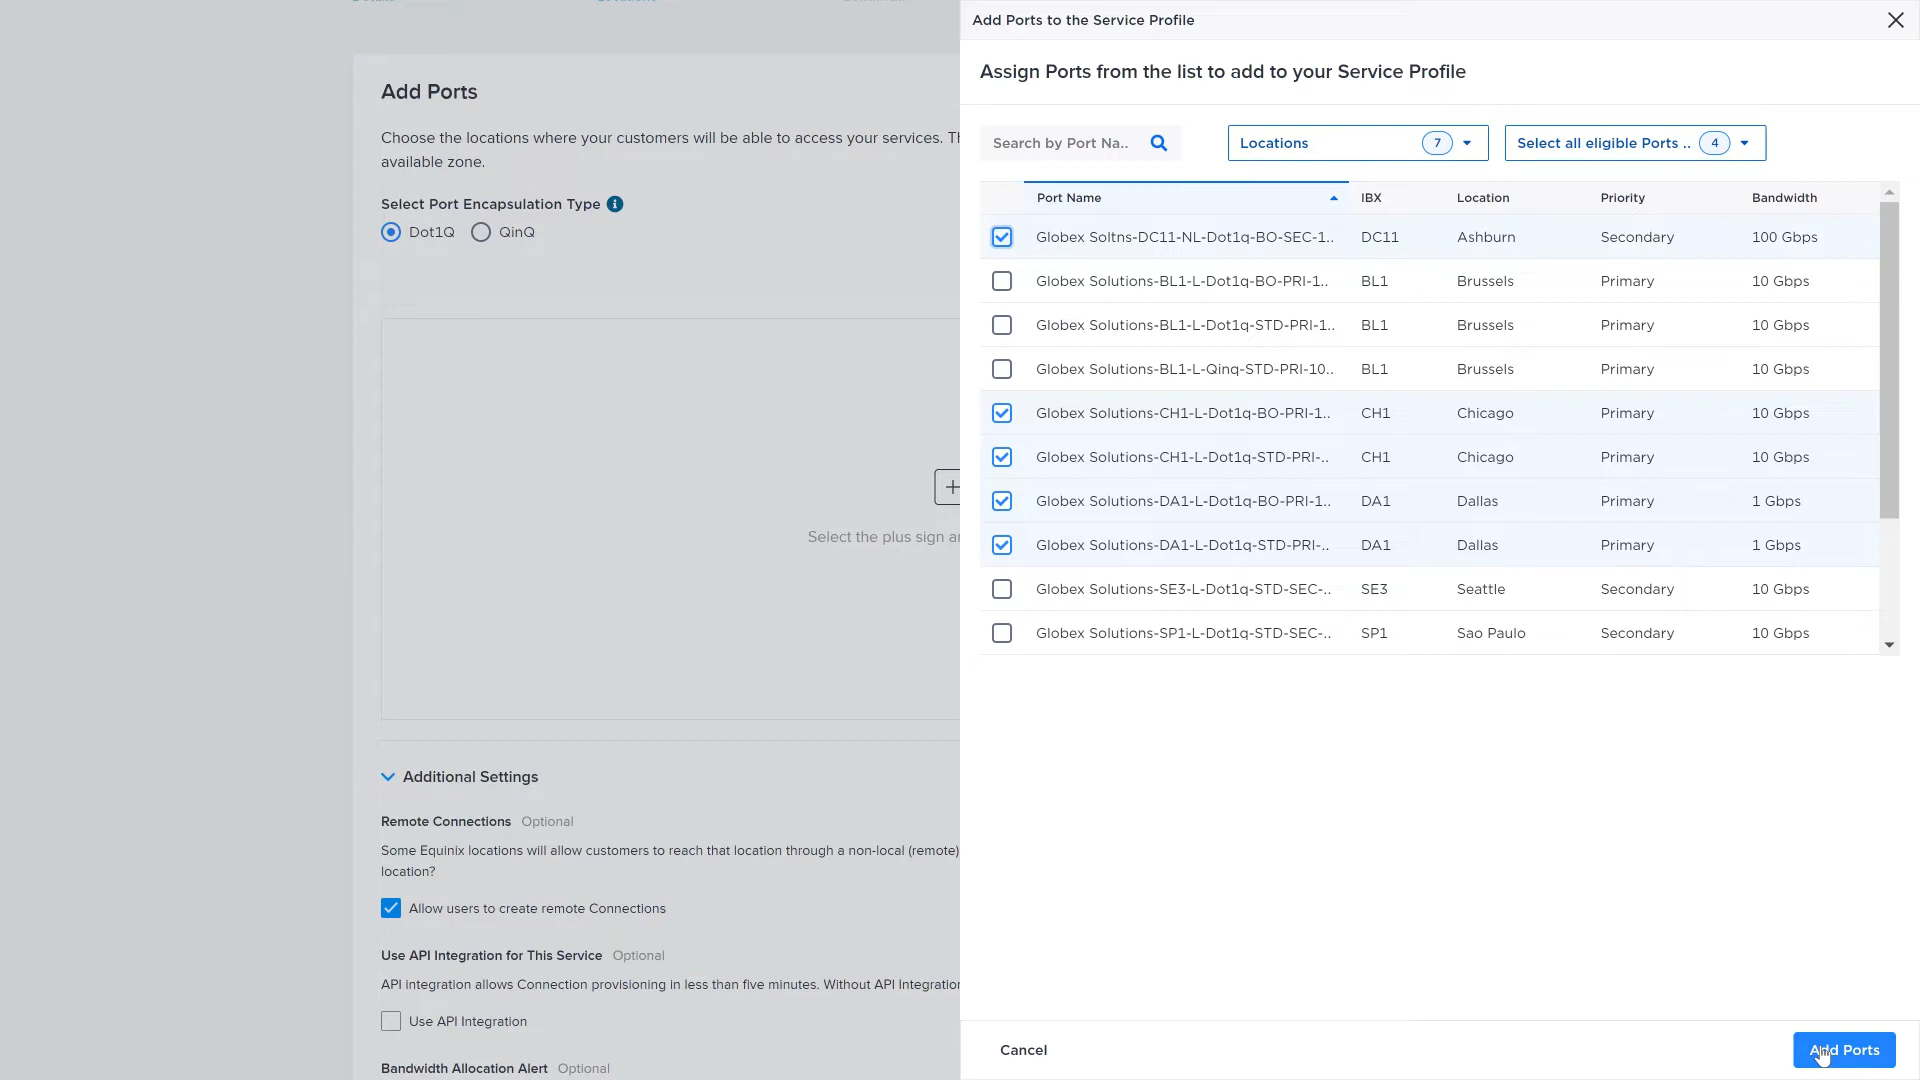 Add Ports
Choose the locations where your customers will be able to access your services. Th
available zone.
Select Port Encapsulation Type
Dot1Q QinQ
Select the plus sign an
Additional Settings
Remote Connections Optional
Some Equinix locations will allow customers to reach that location through a non-local (remote)
location?
Allow users to create remote Connections
Use API Integration for This Service Optional
API integration allows Connection provisioning in less than five minutes. Without API Integration
Use API Integration
Bandwidth Allocation Alert Optional
Add Ports to the Service Profile
Assign Ports from the list to add to your Service Profile
Search by Port Na.. Locations 7 Select all eligible Ports .. 4
Port Name IBX Location Priority Bandwidth
Globex Soltns-DC11-NL-Dot1q-BO-SEC-1.. DC11 Ashburn Secondary 100 Gbps
Globex Solutions-BL1-L-Dot1q-BO-PRI-1.. BL1 Brussels Primary 10 Gbps
Globex Solutions-BL1-L-Dot1q-STD-PRI-1.. BL1 Brussels Primary 10 Gbps
Globex Solutions-BL1-L-Qinq-STD-PRI-10.. BL1 Brussels Primary 10 Gbps
Globex Solutions-CH1-L-Dot1q-BO-PRI-1.. CH1 Chicago Primary 10 Gbps
Globex Solutions-CH1-L-Dot1q-STD-PRI-.. CH1 Chicago Primary 10 Gbps
Globex Solutions-DA1-L-Dot1q-BO-PRI-1.. DA1 Dallas Primary 1 Gbps
Globex Solutions-DA1-L-Dot1q-STD-PRI-.. DA1 Dallas Primary 1 Gbps
Globex Solutions-SE3-L-Dot1q-STD-SEC-.. SE3 Seattle Secondary 10 Gbps
Globex Solutions-SP1-L-Dot1q-STD-SEC-.. SP1 Sao Paulo Secondary 10 Gbps
Cancel Add Ports